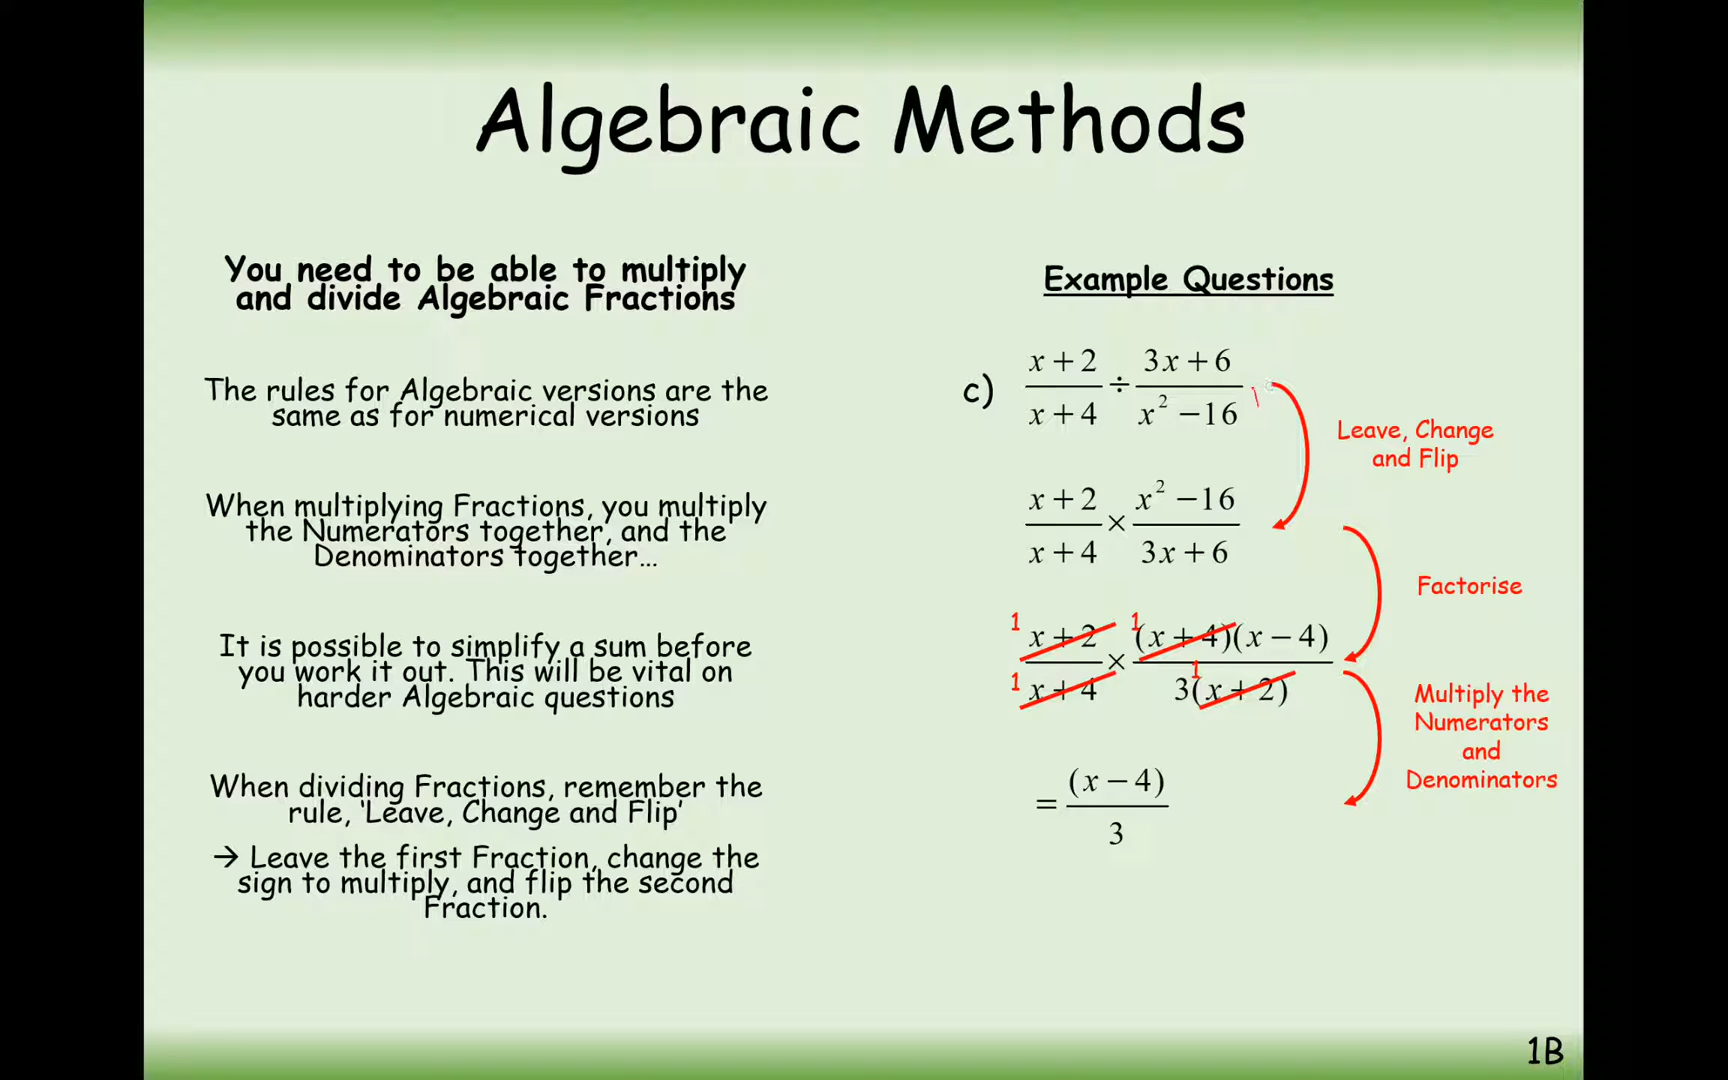 Algebraic Methods
You need to be able to multiply
and divide Algebraic Fractions
The rules for Algebraic versions are the
same as for numerical versions
When multiplying Fractions, you multiply
the Numerators together, and the
Denominators together…
It is possible to simplify a sum before
you work it out. This will be vital on
harder Algebraic questions
When dividing Fractions, remember the
rule, ‘Leave, Change and Flip’
→ Leave the first Fraction, change the
sign to multiply, and flip the second
Fraction.
Example Questions
c) (x + 2)/(x + 4) ÷ (3x + 6)/(x² − 16)
Leave, Change
and Flip
(x + 2)/(x + 4) × (x² − 16)/(3x + 6)
Factorise
1 1
(x + 2)/(x + 4) × (x + 4)(x − 4)/3(x + 2)
1 1
Multiply the
Numerators
and
Denominators
= (x − 4)/3
1B